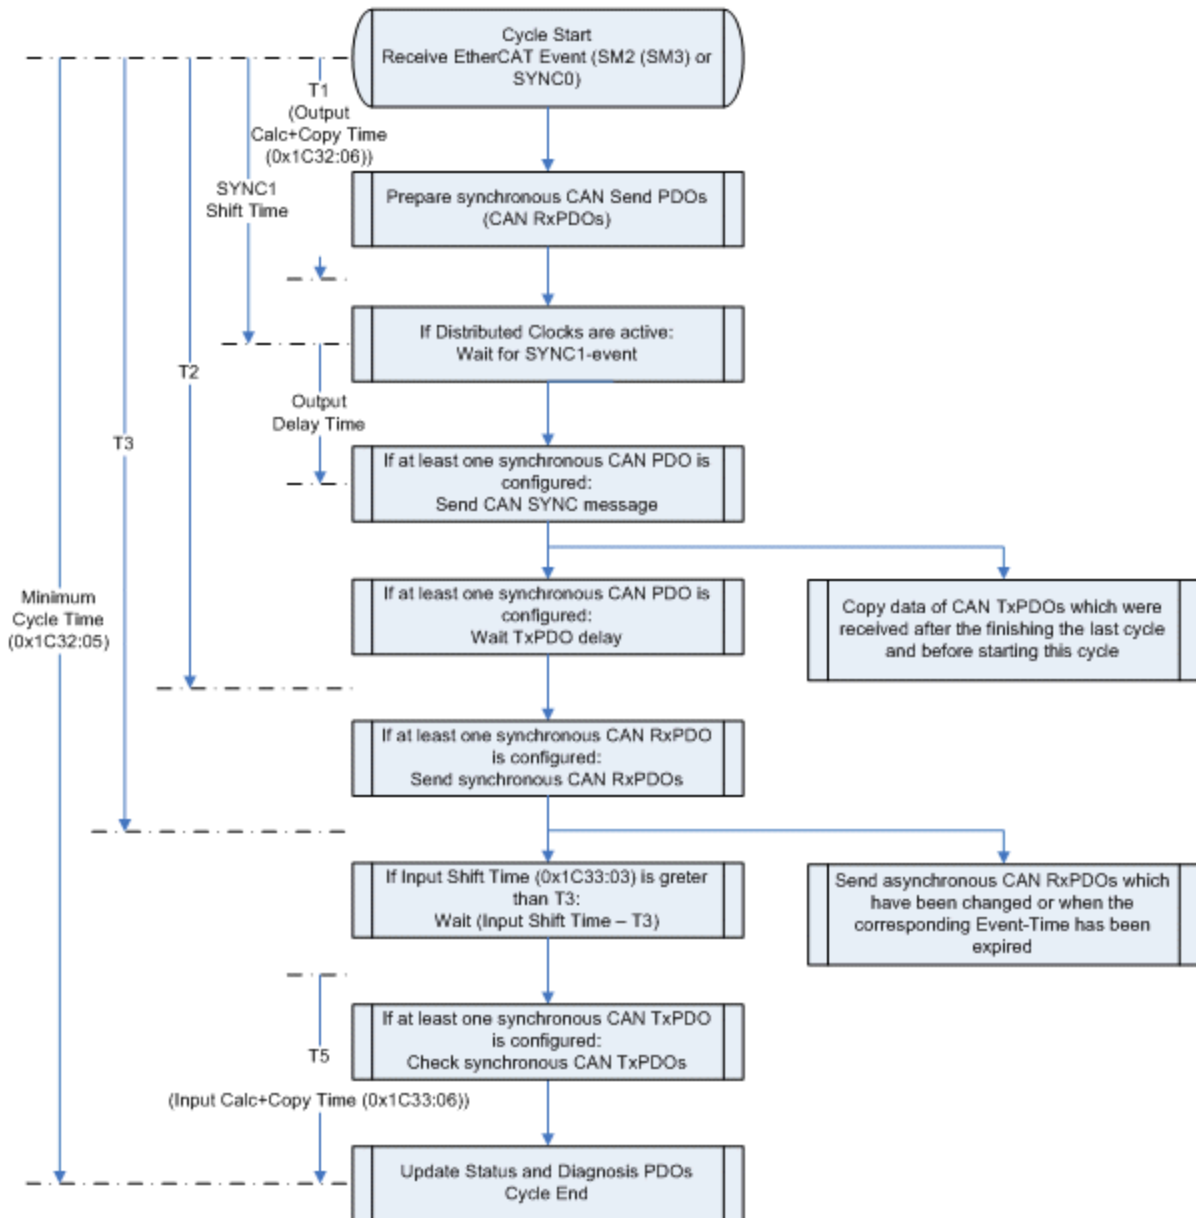 Cycle Start
Receive EtherCAT Event (SM2 (SM3) or
SYNC0)
T1
(Output
Calc+Copy Time
(0x1C32:06))
SYNC1
Shift Time
Prepare synchronous CAN Send PDOs
(CAN RxPDOs)
If Distributed Clocks are active:
Wait for SYNC1-event
T2
Output
Delay Time
T3
If at least one synchronous CAN PDO is
configured:
Send CAN SYNC message
Minimum
Cycle Time
(0x1C32:05)
If at least one synchronous CAN PDO is
configured:
Wait TxPDO delay
Copy data of CAN TxPDOs which were
received after the finishing the last cycle
and before starting this cycle
If at least one synchronous CAN RxPDO
is configured:
Send synchronous CAN RxPDOs
If Input Shift Time (0x1C33:03) is greter
than T3:
Wait (Input Shift Time – T3)
Send asynchronous CAN RxPDOs which
have been changed or when the
corresponding Event-Time has been
expired
If at least one synchronous CAN TxPDO
is configured:
Check synchronous CAN TxPDOs
T5
(Input Calc+Copy Time (0x1C33:06))
Update Status and Diagnosis PDOs
Cycle End